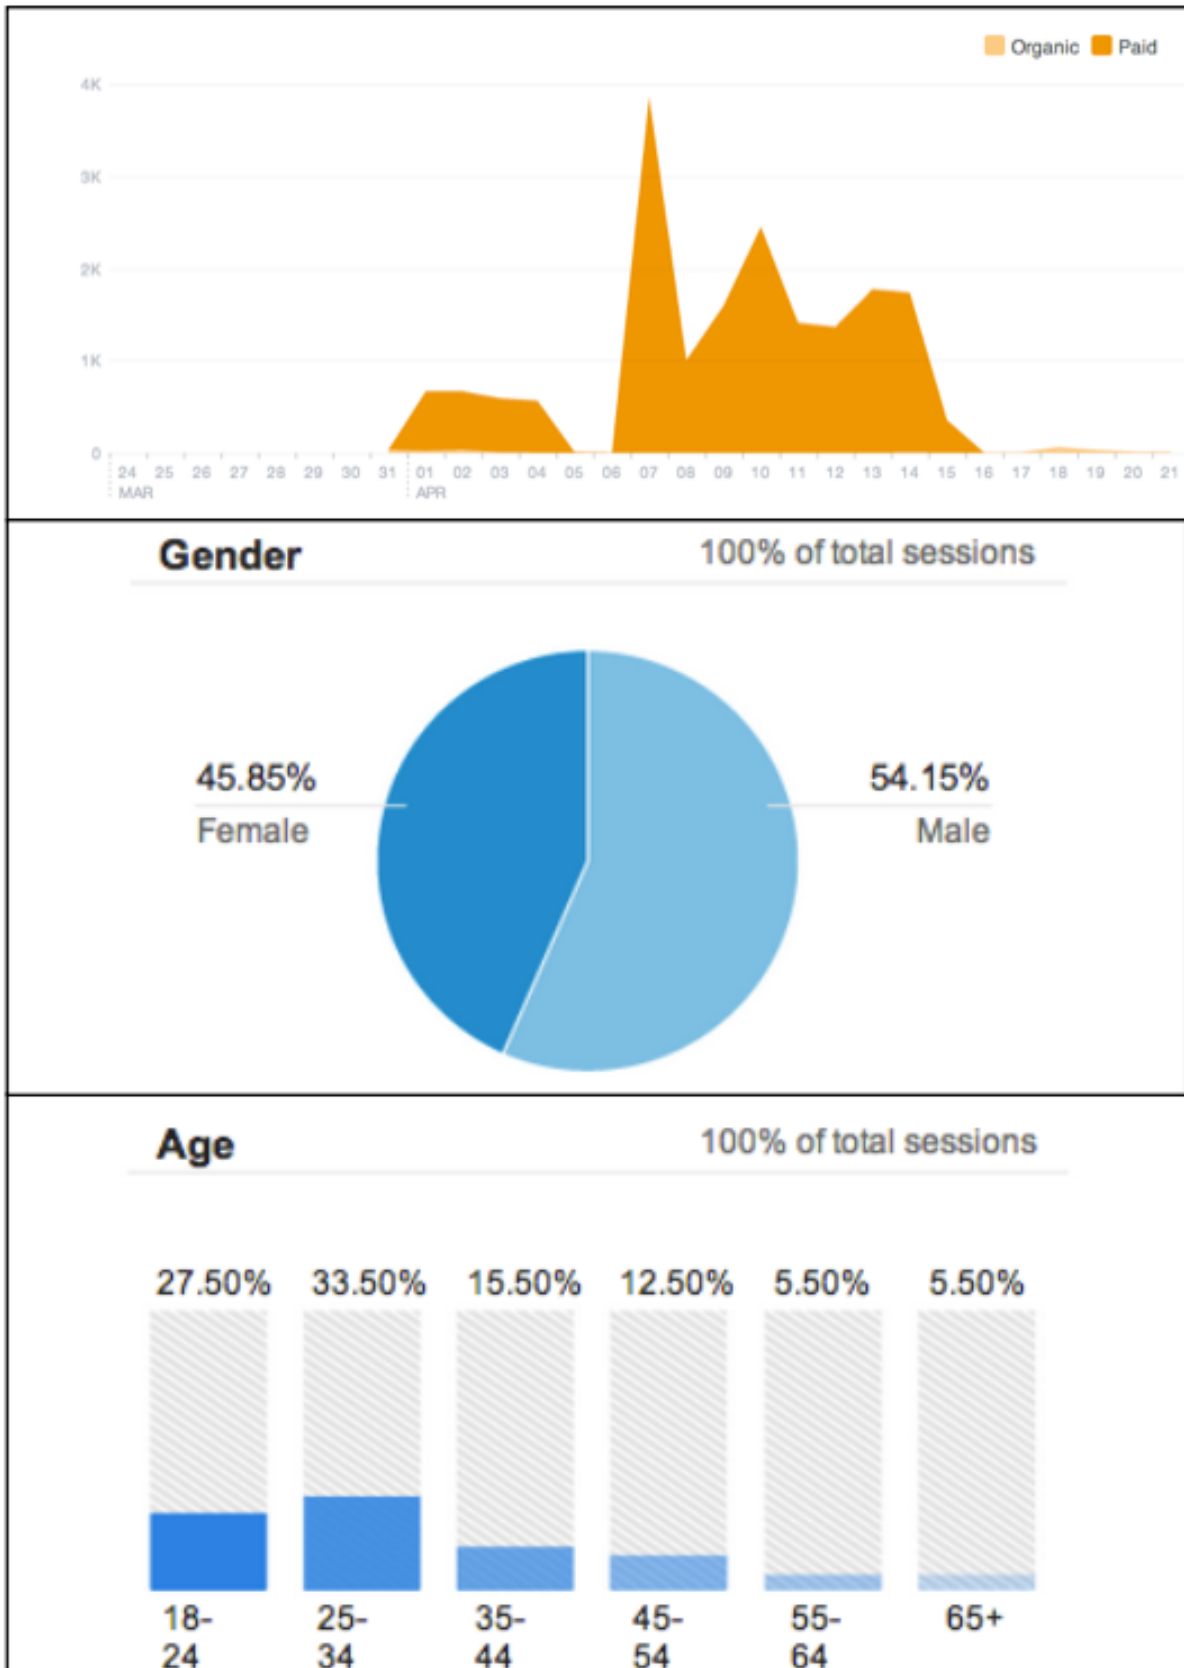 Organic Paid
4K
3K
2K
1K
0
24 25 26 27 28 29 30 31 01 02 03 04 05 06 07 08 09 10 11 12 13 14 15 16 17 18 19 20 21
MAR APR
Gender 100% of total sessions
45.85% 54.15%
Female Male
Age 100% of total sessions
27.50% 33.50% 15.50% 12.50% 5.50% 5.50%
18- 25- 35- 45- 55- 65+
24 34 44 54 64